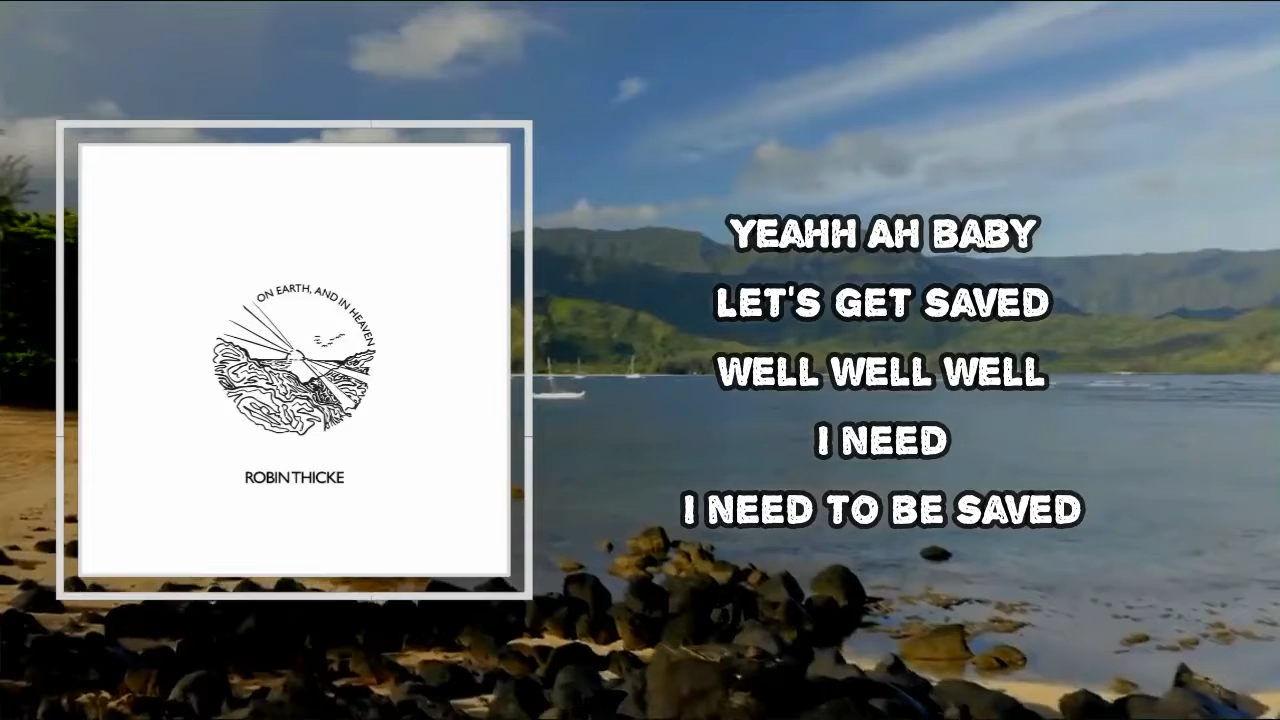 ON EARTH, AND IN HEAVEN
ROBIN THICKE
YEAHH AH BABY
LET'S GET SAVED
WELL WELL WELL
I NEED
I NEED TO BE SAVED